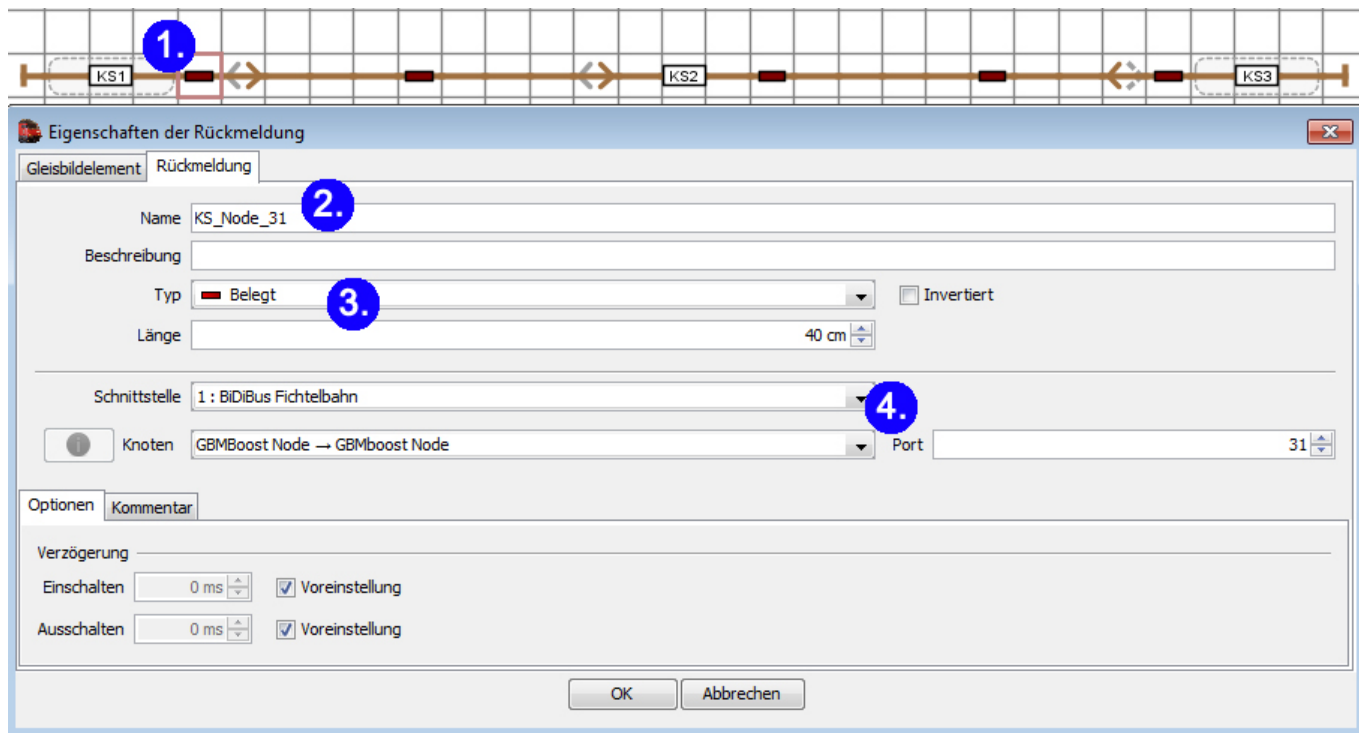 1.
KS1 KS2 KS3
Eigenschaften der Rückmeldung
Gleisbildelement Rückmeldung
Name KS_Node_31 2.
Beschreibung
Typ Belegt 3. Invertiert
Länge 40 cm
Schnittstelle 1 : BiDiBus Fichtelbahn 4.
Knoten GBMBoost Node → GBMboost Node Port 31
Optionen Kommentar
Verzögerung
Einschalten 0 ms Voreinstellung
Ausschalten 0 ms Voreinstellung
OK Abbrechen